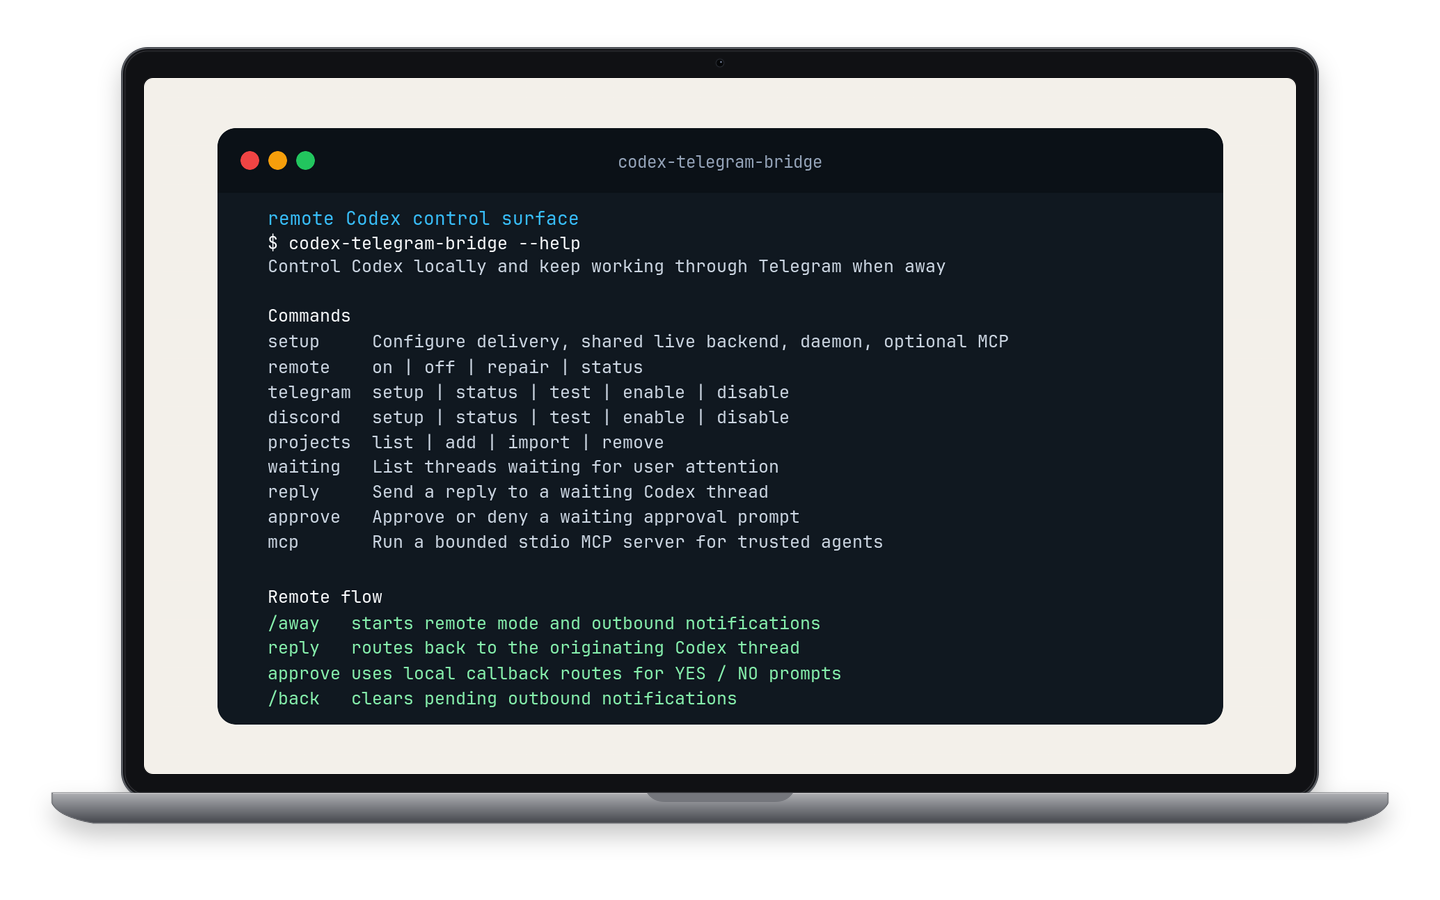 codex-telegram-bridge
remote Codex control surface
$ codex-telegram-bridge --help
Control Codex locally and keep working through Telegram when away
Commands
setup     Configure delivery, shared live backend, daemon, optional MCP
remote    on | off | repair | status
telegram  setup | status | test | enable | disable
discord   setup | status | test | enable | disable
projects  list | add | import | remove
waiting   List threads waiting for user attention
reply     Send a reply to a waiting Codex thread
approve   Approve or deny a waiting approval prompt
mcp       Run a bounded stdio MCP server for trusted agents
Remote flow
/away   starts remote mode and outbound notifications
reply   routes back to the originating Codex thread
approve uses local callback routes for YES / NO prompts
/back   clears pending outbound notifications